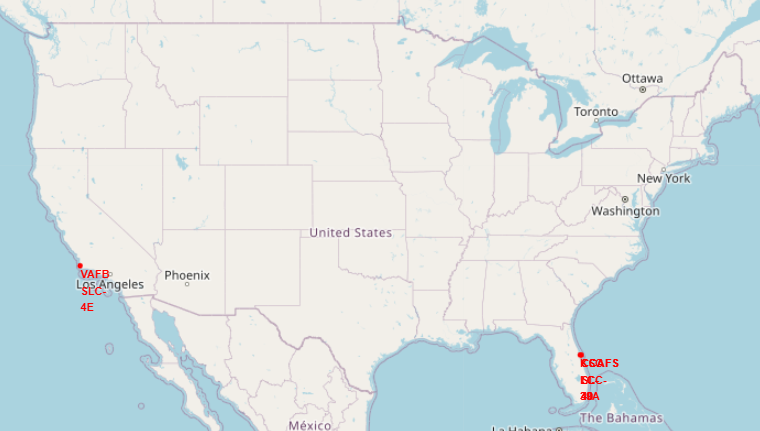 Ottawa
Toronto
New York
Washington
United States
VAFB
Los Angeles
SLC-
4E
Phoenix
México
The Bahamas